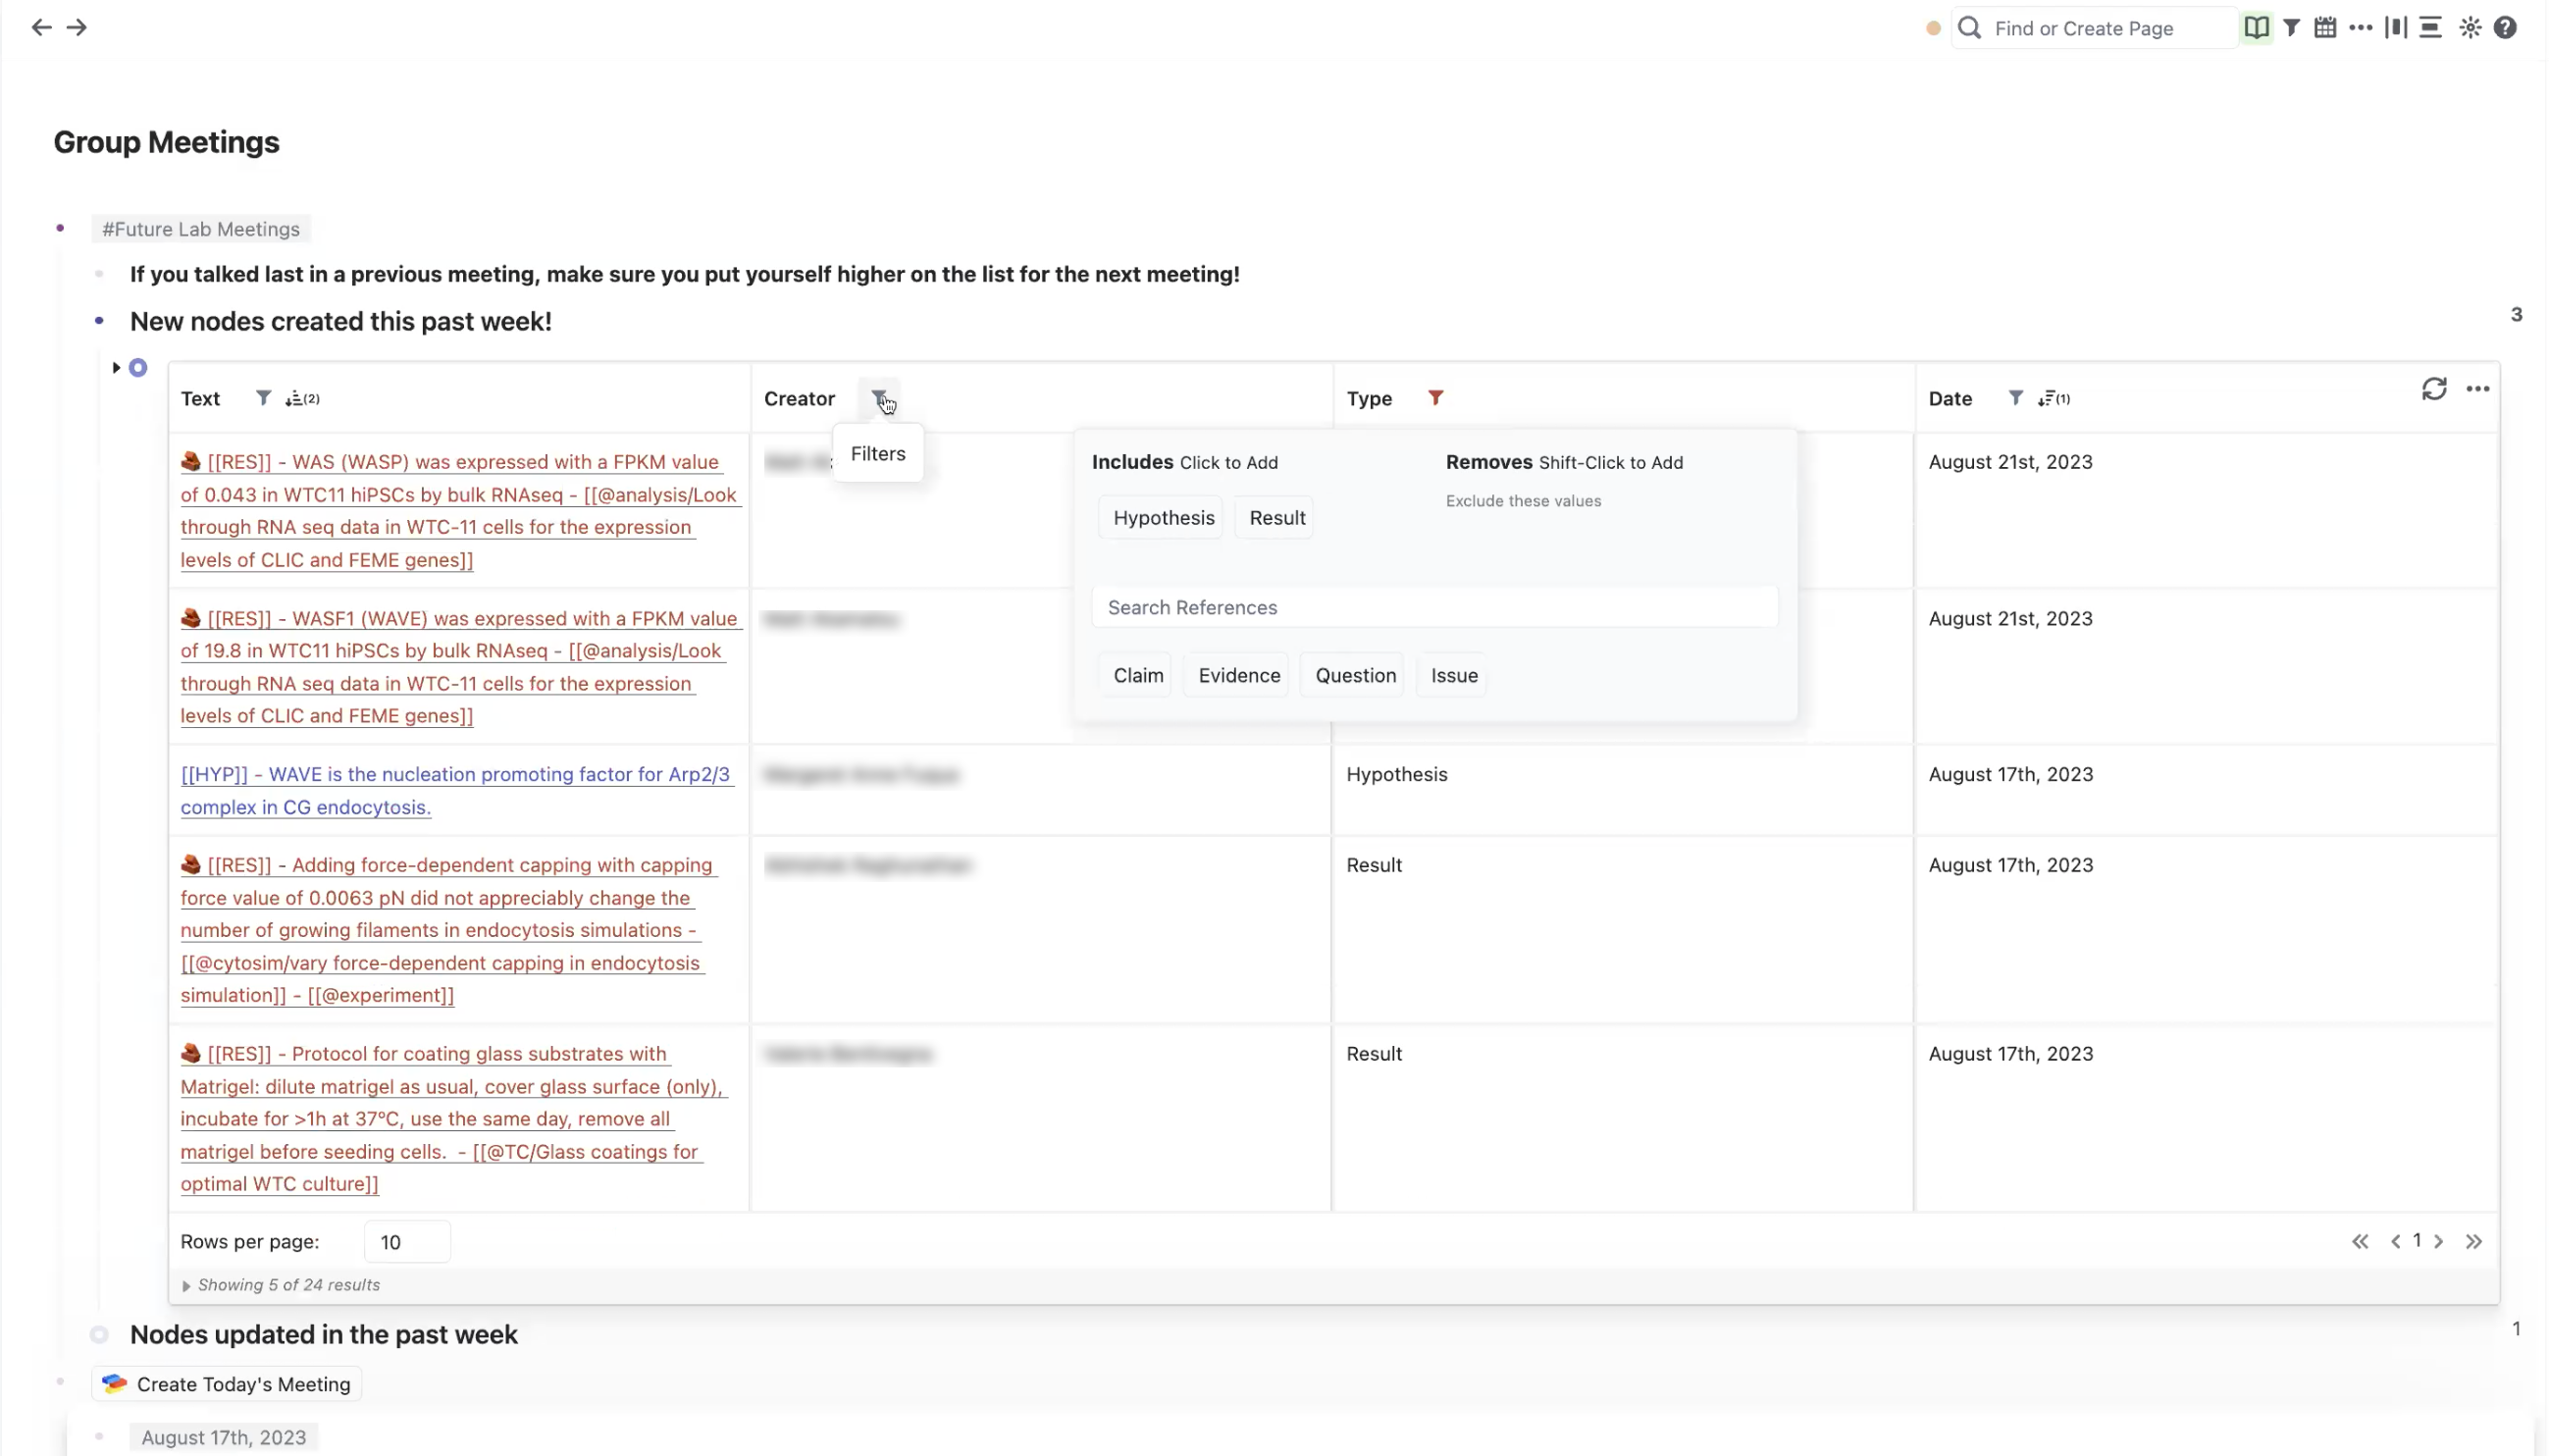 Find or Create Page
Group Meetings
#Future Lab Meetings
If you talked last in a previous meeting, make sure you put yourself higher on the list for the next meeting!
New nodes created this past week!
3
Text (2) Creator Type Date (1)
Filters
[[RES]] - WAS (WASP) was expressed with a FPKM value
of 0.043 in WTC11 hiPSCs by bulk RNAseq - [[@analysis/Look
through RNA seq data in WTC-11 cells for the expression
levels of CLIC and FEME genes]]
August 21st, 2023
Includes Click to Add
Hypothesis Result
Removes Shift-Click to Add
Exclude these values
Search References
Claim Evidence Question Issue
[[RES]] - WASF1 (WAVE) was expressed with a FPKM value
of 19.8 in WTC11 hiPSCs by bulk RNAseq - [[@analysis/Look
through RNA seq data in WTC-11 cells for the expression
levels of CLIC and FEME genes]]
August 21st, 2023
[[HYP]] - WAVE is the nucleation promoting factor for Arp2/3
complex in CG endocytosis.
Hypothesis
August 17th, 2023
[[RES]] - Adding force-dependent capping with capping
force value of 0.0063 pN did not appreciably change the
number of growing filaments in endocytosis simulations -
[[@cytosim/vary force-dependent capping in endocytosis
simulation]] - [[@experiment]]
Result
August 17th, 2023
[[RES]] - Protocol for coating glass substrates with
Matrigel: dilute matrigel as usual, cover glass surface (only),
incubate for >1h at 37°C, use the same day, remove all
matrigel before seeding cells. - [[@TC/Glass coatings for
optimal WTC culture]]
Result
August 17th, 2023
Rows per page: 10
1
Showing 5 of 24 results
Nodes updated in the past week
1
Create Today's Meeting
August 17th, 2023